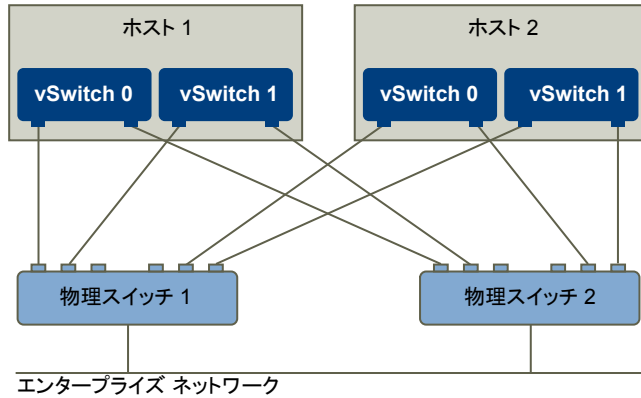 ホスト 1
ホスト 2
vSwitch 0
vSwitch 1
vSwitch 0
vSwitch 1
物理スイッチ 1
物理スイッチ 2
エンタープライズ ネットワーク